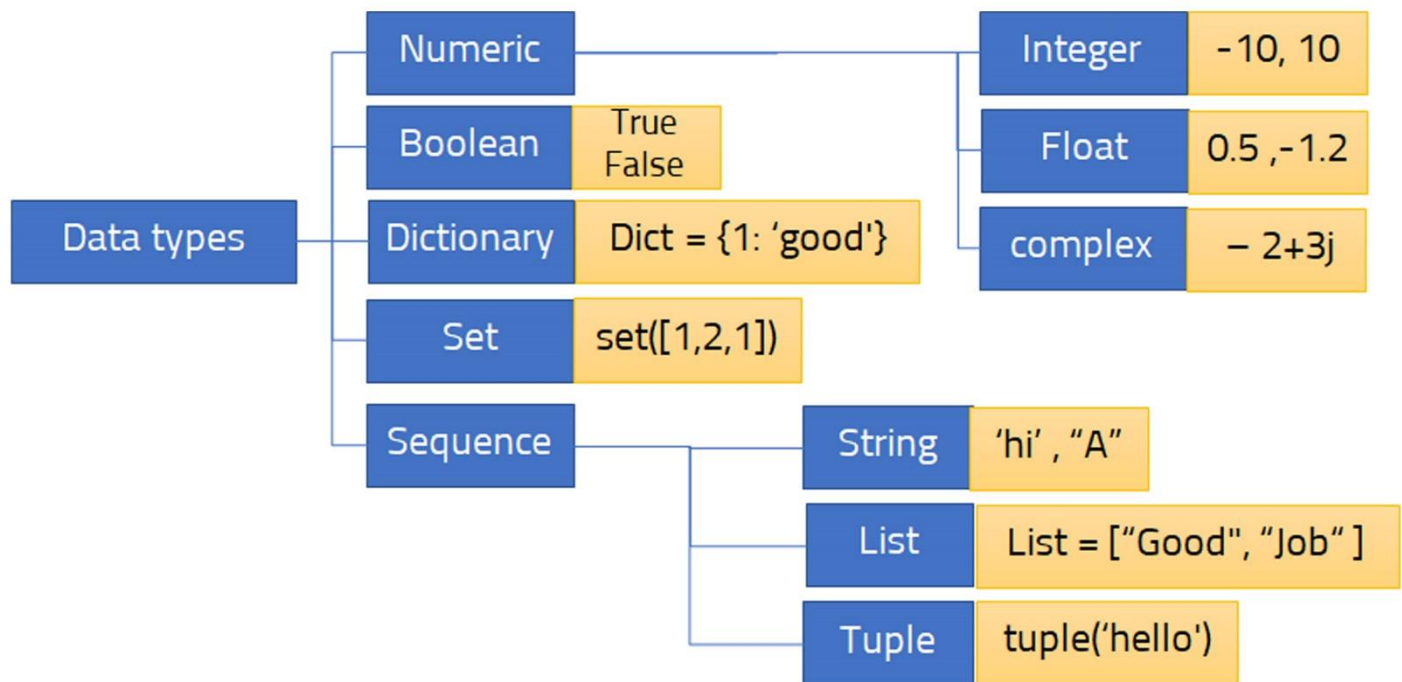 Data types
Numeric
Integer
-10, 10
Float
0.5 ,-1.2
complex
– 2+3j
Boolean
True
False
Dictionary
Dict = {1: ‘good'}
Set
set([1,2,1])
Sequence
String
‘hi’ , “A”
List
List = [“Good", “Job“ ]
Tuple
tuple(‘hello')